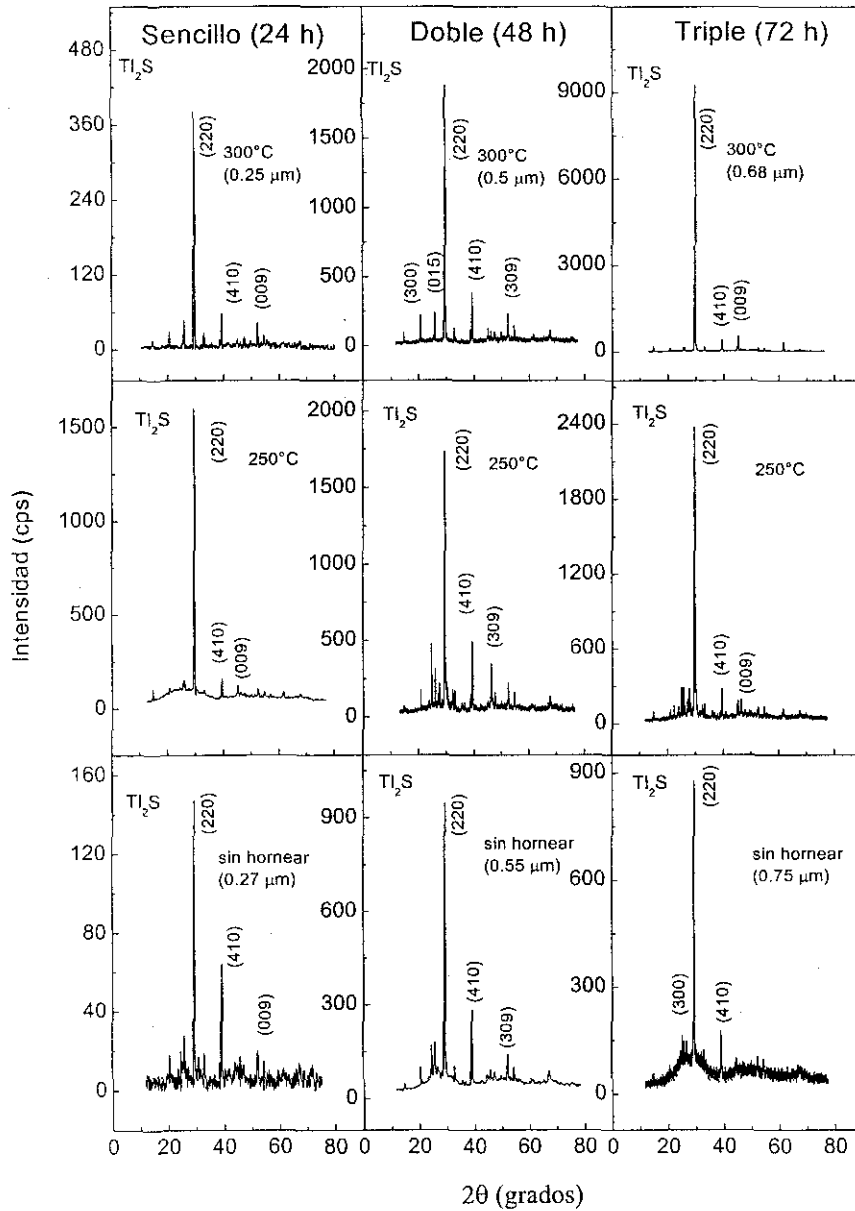 Sencillo (24 h)
Doble (48 h)
Triple (72 h)
480
360
240
120
0
Tl₂S
(220)
300°C
(0.25 µm)
(410)
(009)
2000
1500
1000
500
0
Tl₂S
(220)
300°C
(0.5 µm)
(300)
(015)
(410)
(309)
9000
6000
3000
0
Tl₂S
(220)
300°C
(0.68 µm)
(410)
(009)
Intensidad (cps)
1500
1000
500
0
Tl₂S
(220)
250°C
(410)
(009)
2000
1500
1000
500
0
Tl₂S
(220)
250°C
(410)
(309)
2400
1800
1200
600
0
Tl₂S
(220)
250°C
(410)
(009)
160
120
80
40
0
Tl₂S
(220)
sin hornear
(0.27 µm)
(410)
(009)
900
600
300
0
Tl₂S
(220)
sin hornear
(0.55 µm)
(410)
(309)
900
600
300
0
Tl₂S
(220)
sin hornear
(0.75 µm)
(300)
(410)
0 20 40 60 80 0 20 40 60 80 0 20 40 60 80
2θ (grados)